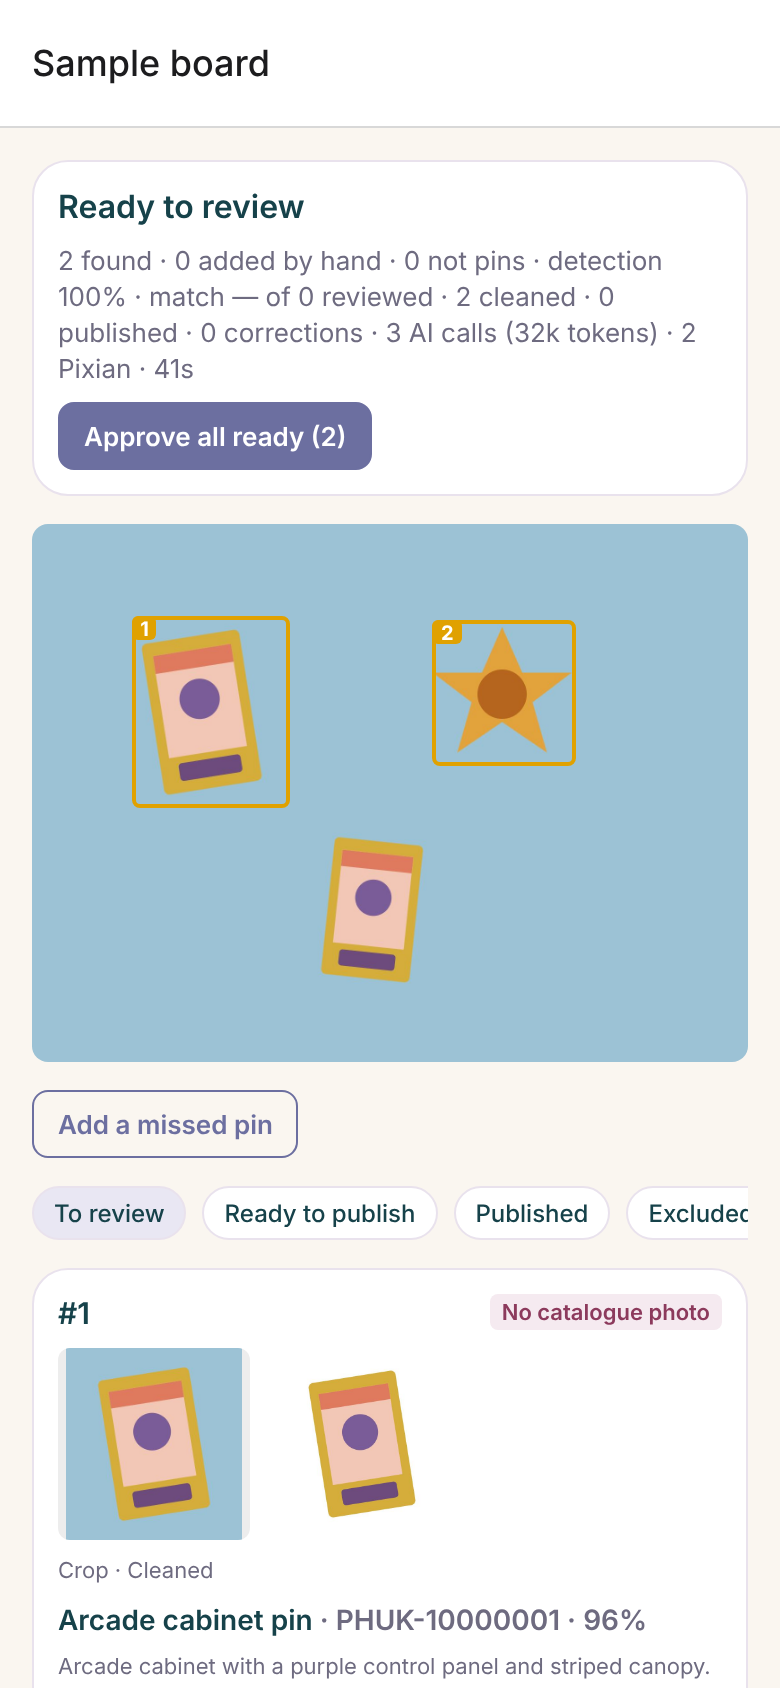 Sample board
Ready to review
2 found · 0 added by hand · 0 not pins · detection
100% · match — of 0 reviewed · 2 cleaned · 0
published · 0 corrections · 3 AI calls (32k tokens) · 2
Pixian · 41s
Approve all ready (2)
1
2
Add a missed pin
To review
Ready to publish
Published
Excluded
#1
No catalogue photo
Crop · Cleaned
Arcade cabinet pin · PHUK-10000001 · 96%
Arcade cabinet with a purple control panel and striped canopy.